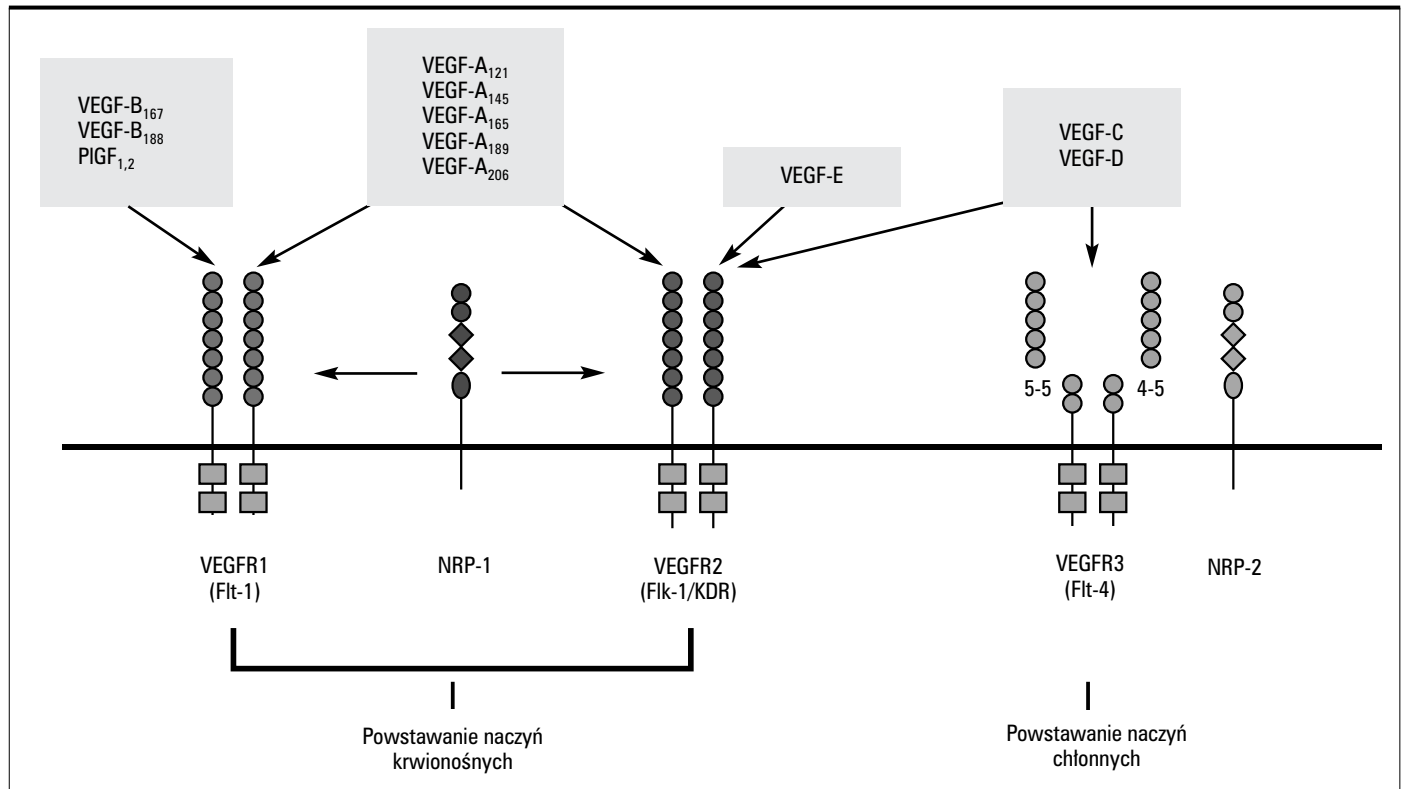 VEGF-B₁₆₇
VEGF-B₁₈₈
PlGF₁,₂
VEGF-A₁₂₁
VEGF-A₁₄₅
VEGF-A₁₆₅
VEGF-A₁₈₉
VEGF-A₂₀₆
VEGF-E
VEGF-C
VEGF-D
5-5
4-5
VEGFR1
(Flt-1)
NRP-1
VEGFR2
(Flk-1/KDR)
VEGFR3
(Flt-4)
NRP-2
Powstawanie naczyń
krwionośnych
Powstawanie naczyń
chłonnych